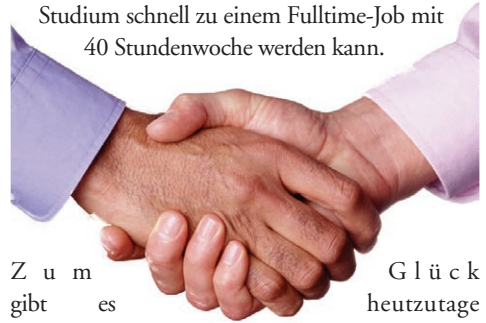 Studium schnell zu einem Fulltime-Job mit
40 Stundenwoche werden kann.
Zum Glück
gibt es heutzutage